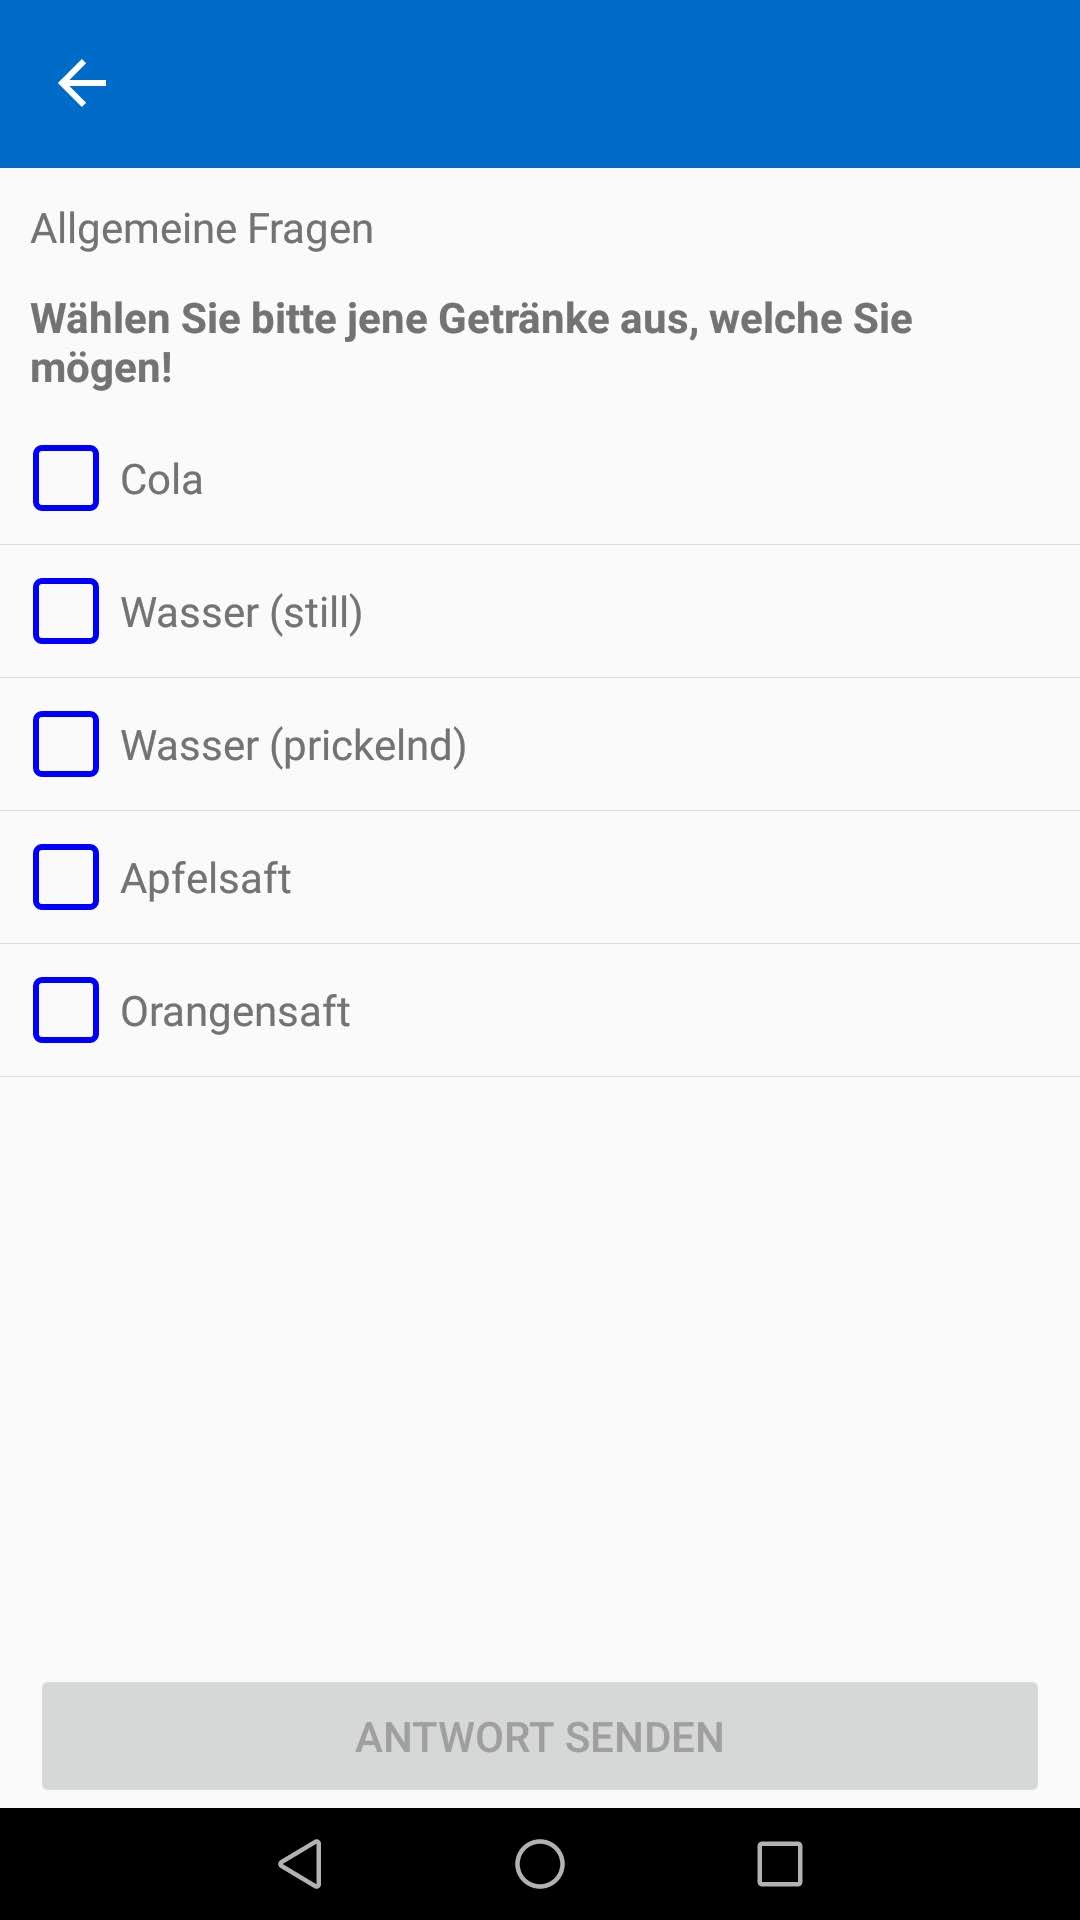 Allgemeine Fragen
Wählen Sie bitte jene Getränke aus, welche Sie
mögen!
Cola
Wasser (still)
Wasser (prickelnd)
Apfelsaft
Orangensaft
ANTWORT SENDEN